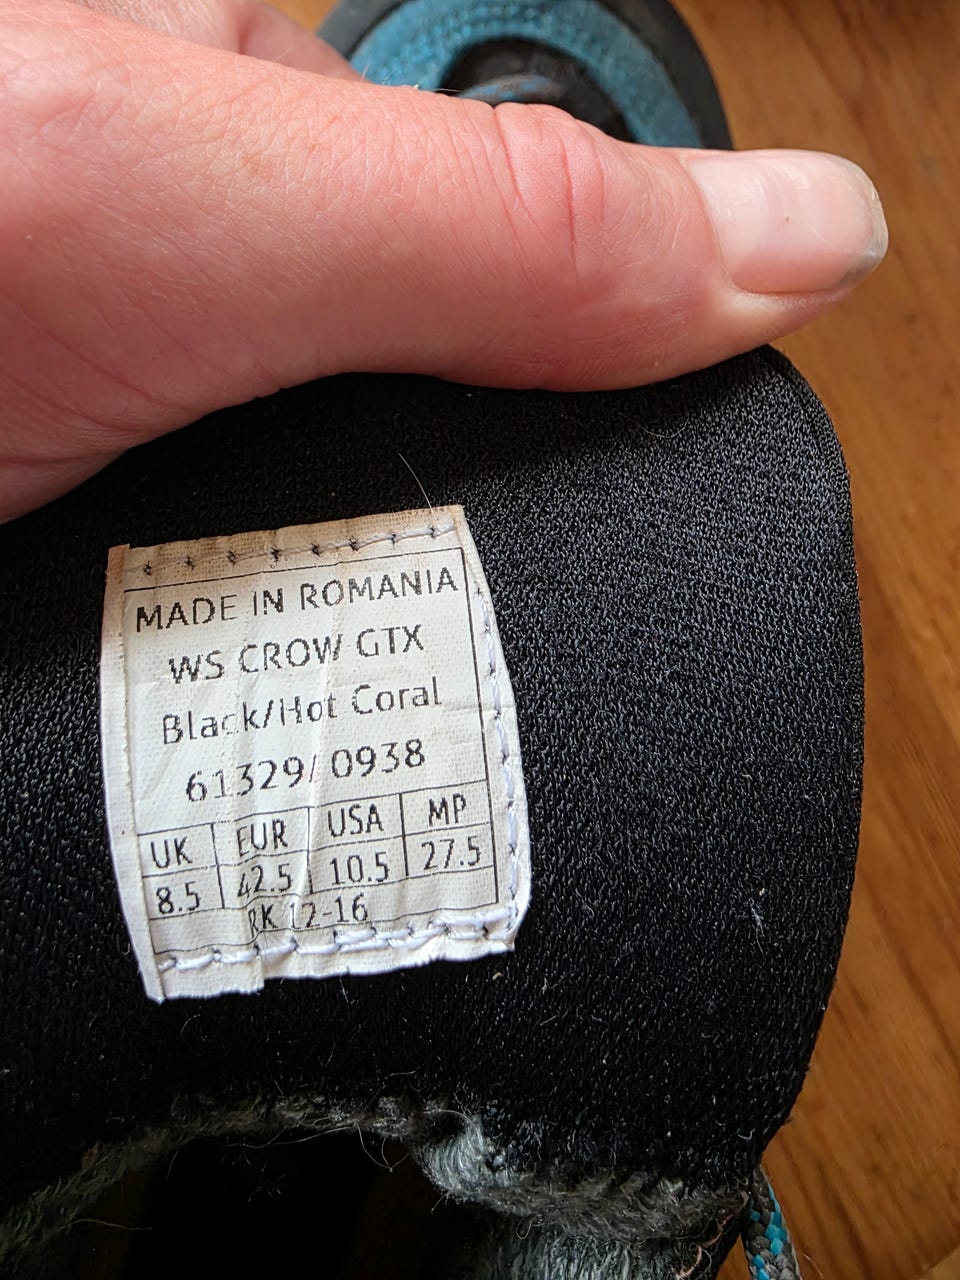 MADE IN ROMANIA
WS CROW GTX
Black/Hot Coral
61329/ 0938
UK EUR USA MP
8.5 42.5 10.5 27.5
RK 12-16